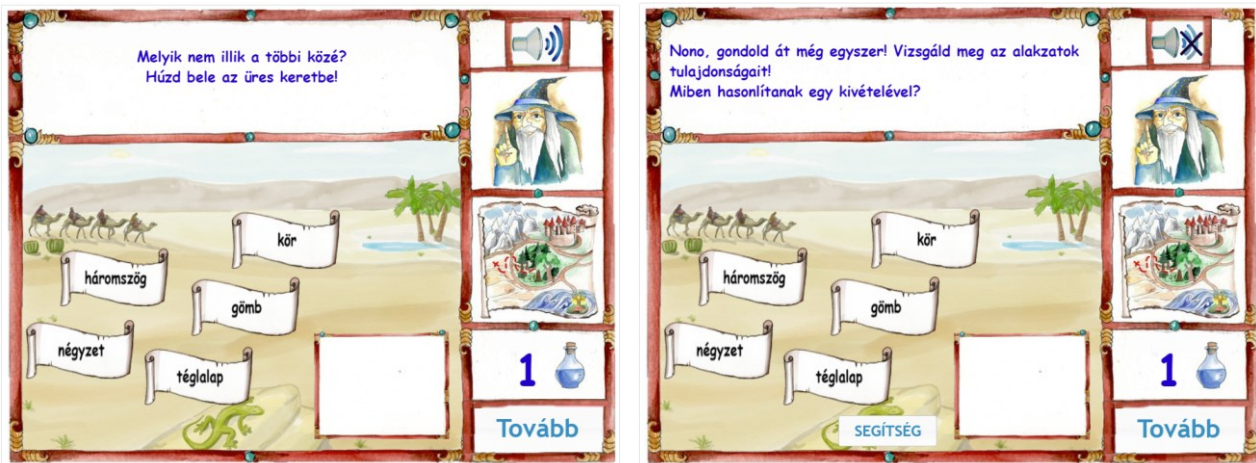 Melyik nem illik a többi közé?
Húzd bele az üres keretbe!
kör
háromszög
gömb
négyzet
téglalap
1
Tovább
Nono, gondold át még egyszer! Vizsgáld meg az alakzatok
tulajdonságait!
Miben hasonlítanak egy kivételével?
kör
háromszög
gömb
négyzet
téglalap
SEGÍTSÉG
1
Tovább